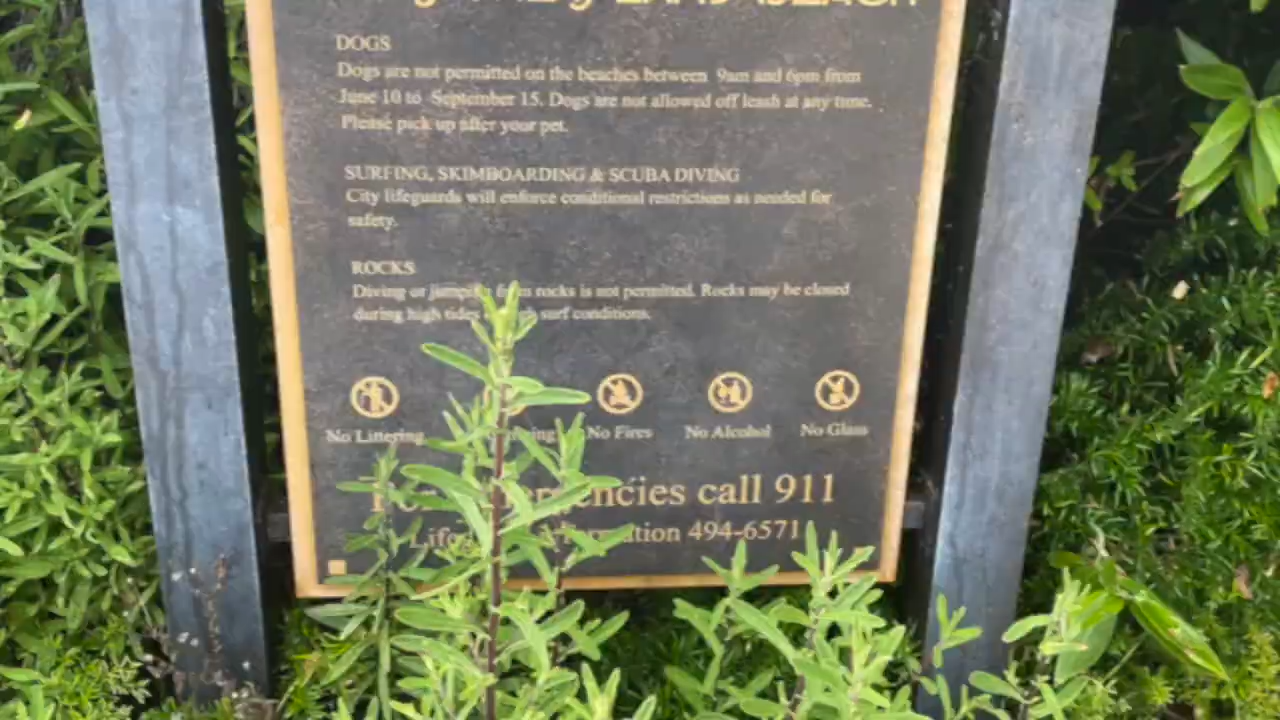 DOGS
Dogs are not permitted on the beaches between 9am and 6pm from
June 10 to September 15. Dogs are not allowed off leash at any time.
Please pick up after your pet.
SURFING, SKIMBOARDING & SCUBA DIVING
City lifeguards will enforce conditional restrictions as needed for
safety.
ROCKS
Diving or jumping from rocks is not permitted. Rocks may be closed
during high tides surf conditions.
No Littering No Fires No Alcohol No Glass
For emergencies call 911
494-6571